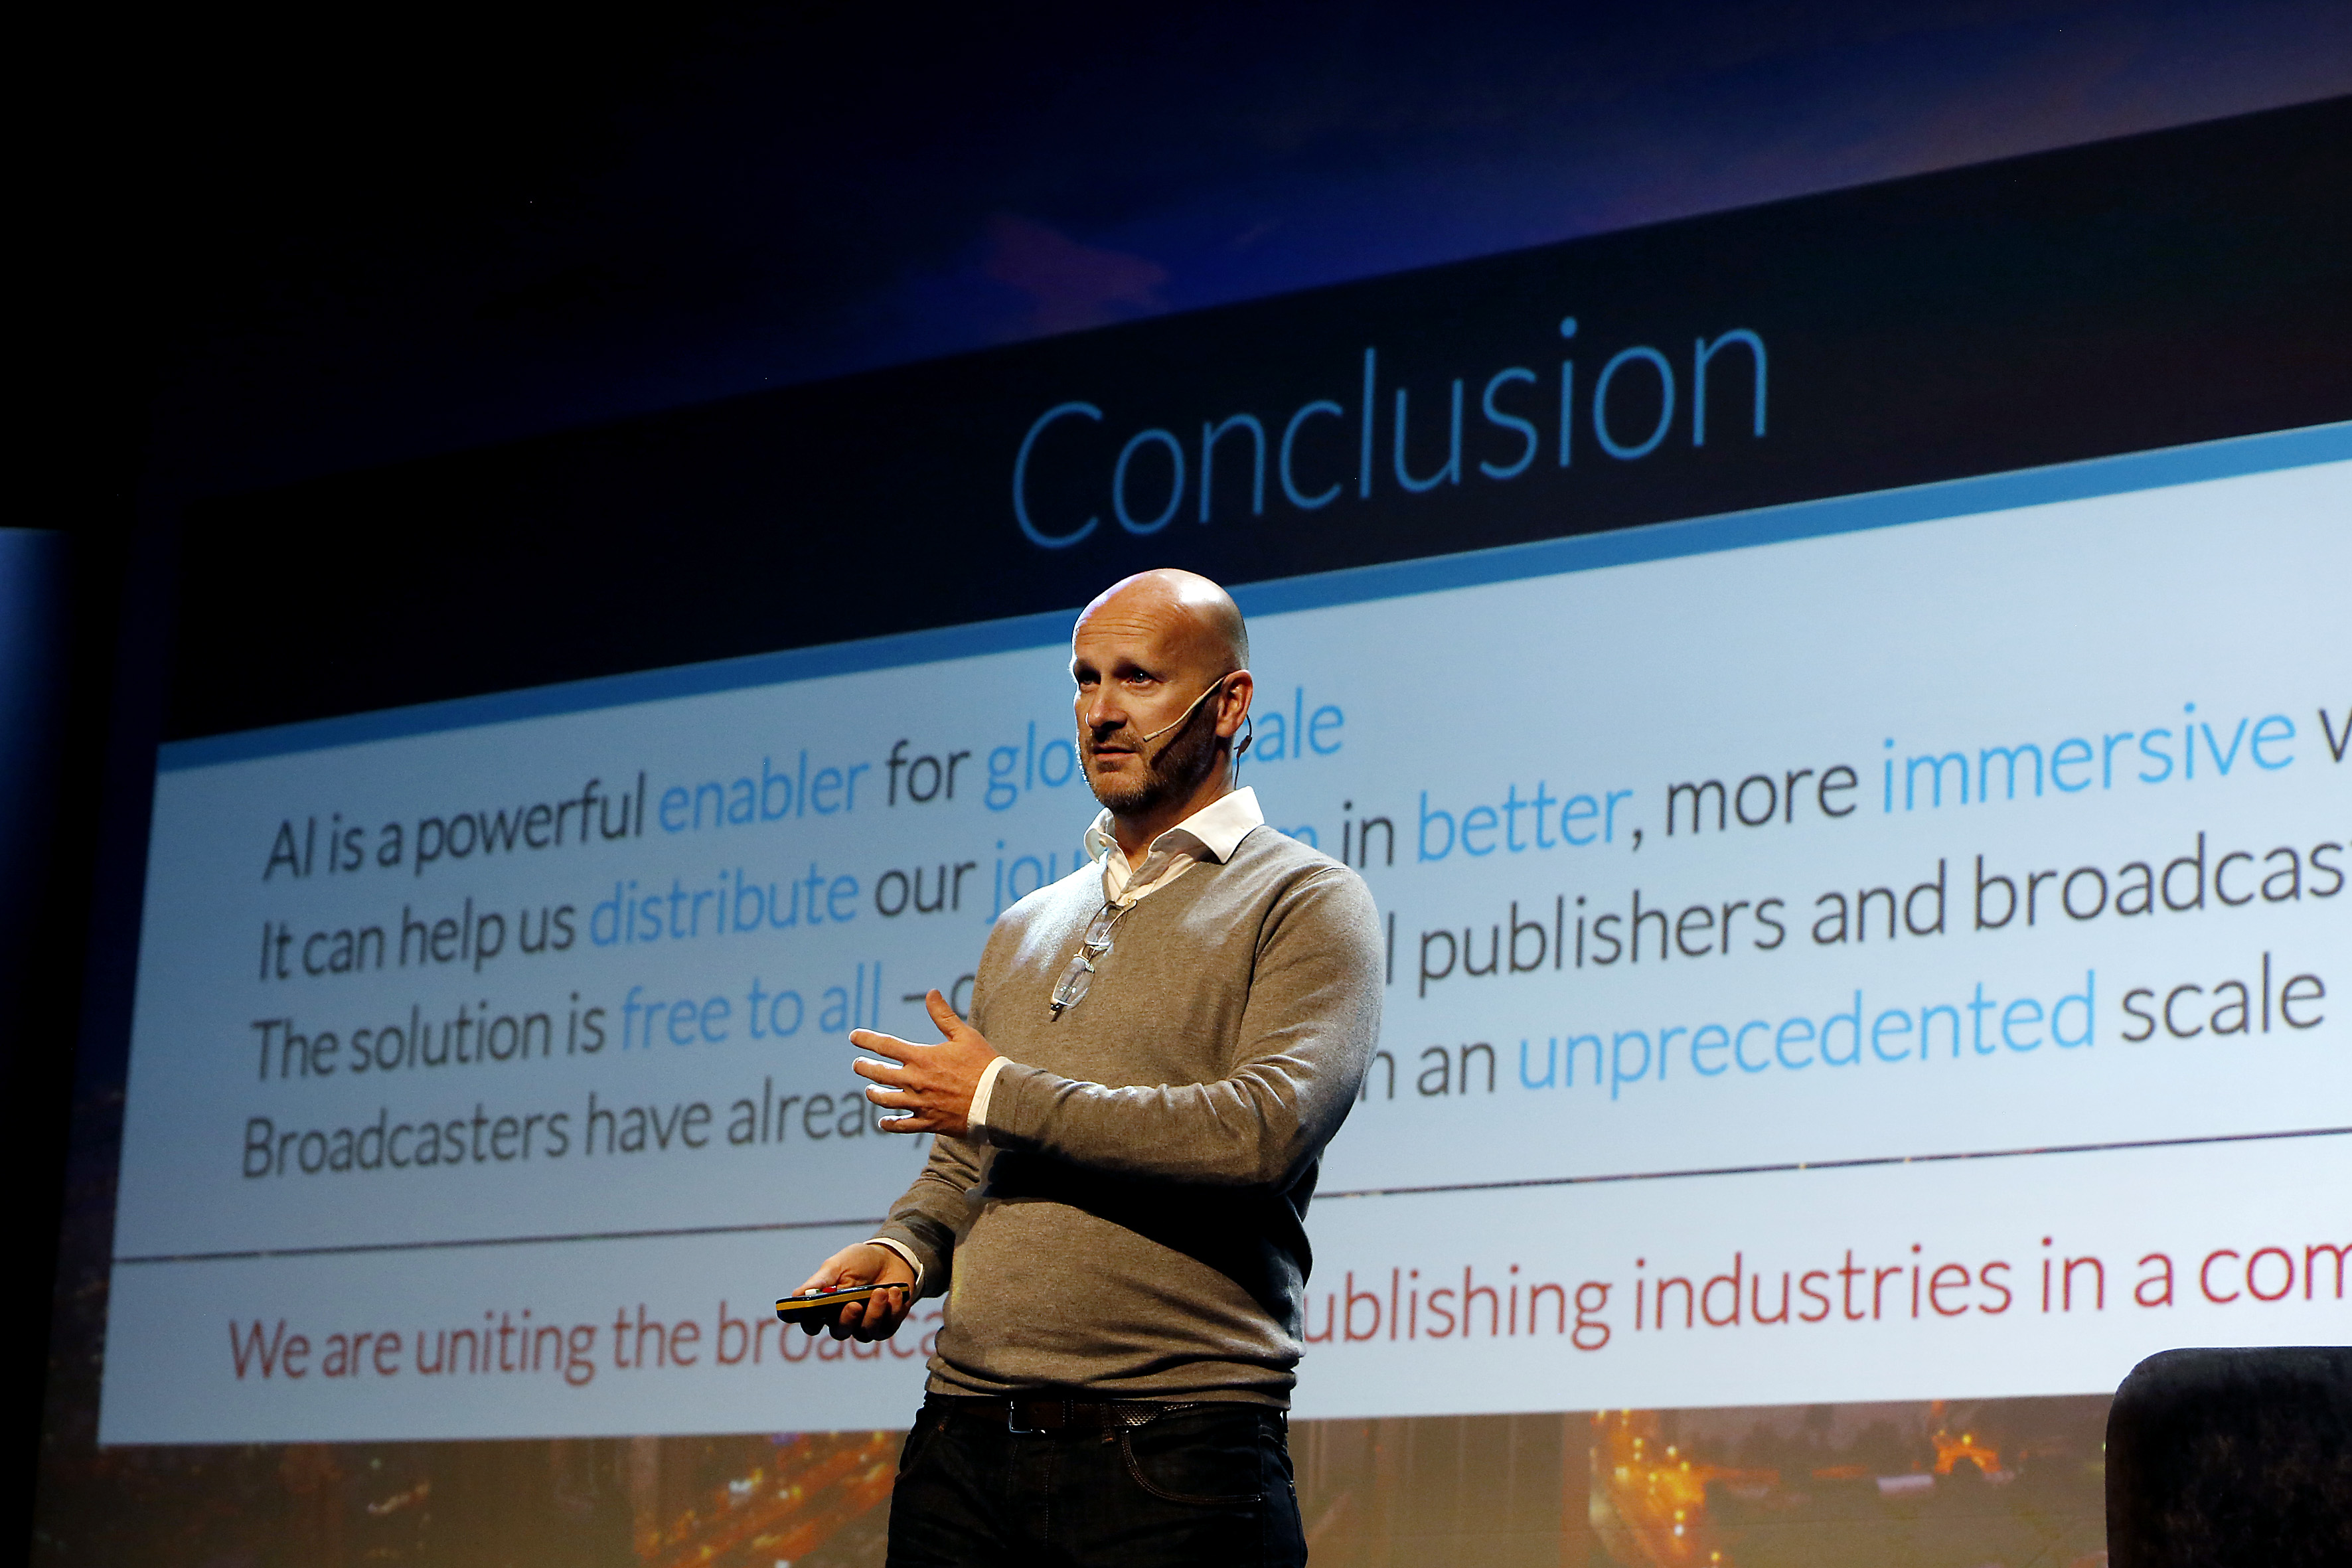 Conclusion
AI is a powerful enabler for glo ale
It can help us distribute our jou in better, more immersive
The solution is free to all – publishers and broadcas
Broadcasters have alrea an unprecedented scale
We are uniting the broadca ublishing industries in a com